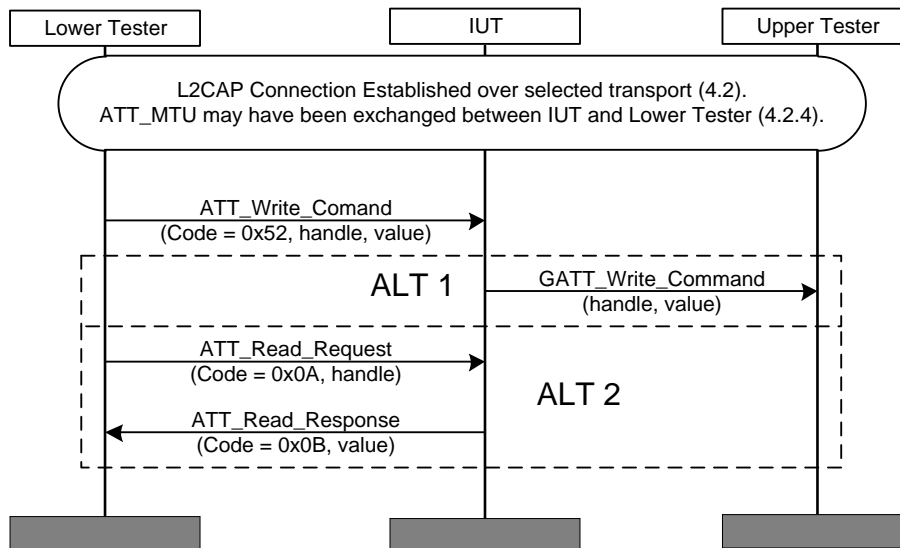 Lower Tester
IUT
Upper Tester
L2CAP Connection Established over selected transport (4.2).
ATT_MTU may have been exchanged between IUT and Lower Tester (4.2.4).
ATT_Write_Comand
(Code = 0x52, handle, value)
ALT 1
GATT_Write_Command
(handle, value)
ATT_Read_Request
(Code = 0x0A, handle)
ALT 2
ATT_Read_Response
(Code = 0x0B, value)